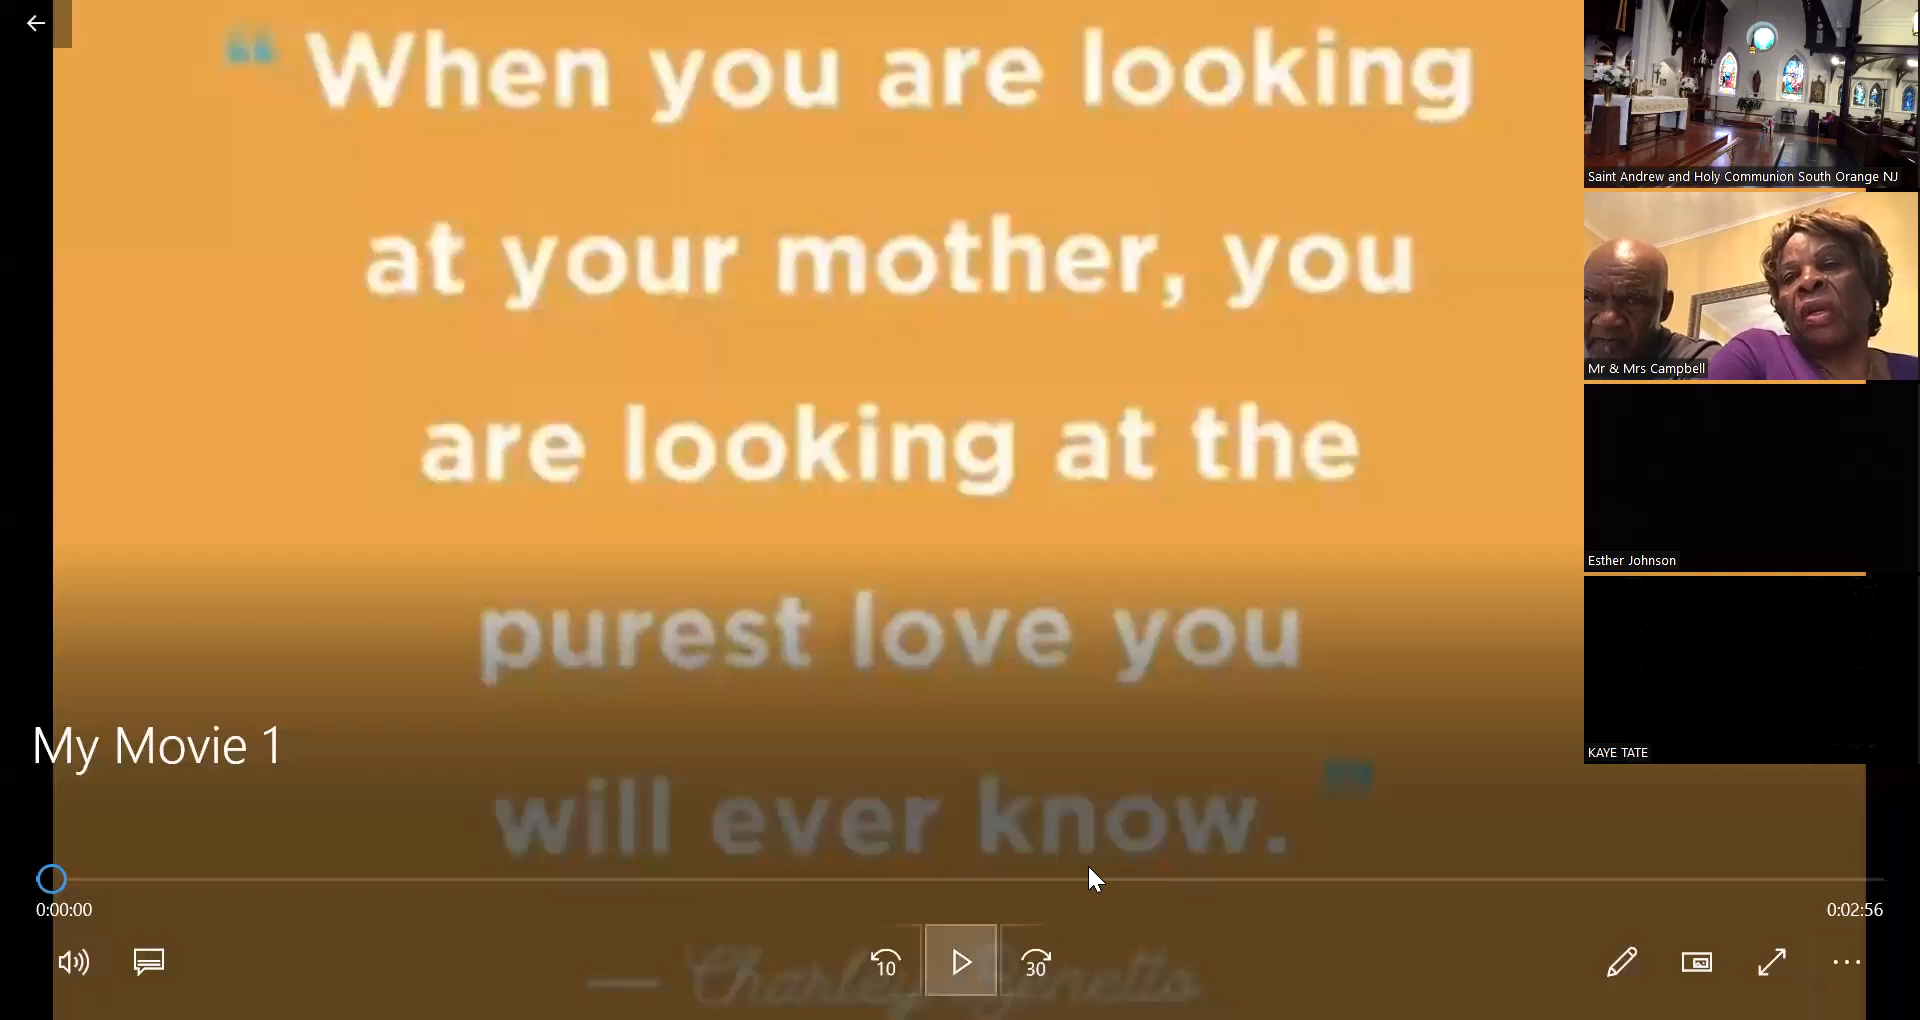 “ When you are looking
at your mother, you
are looking at the
purest love you
will ever know. ”
— Charley Benetto
My Movie 1
0:00:00
0:02:56
10
30
Saint Andrew and Holy Communion South Orange NJ
Mr & Mrs Campbell
Esther Johnson
KAYE TATE